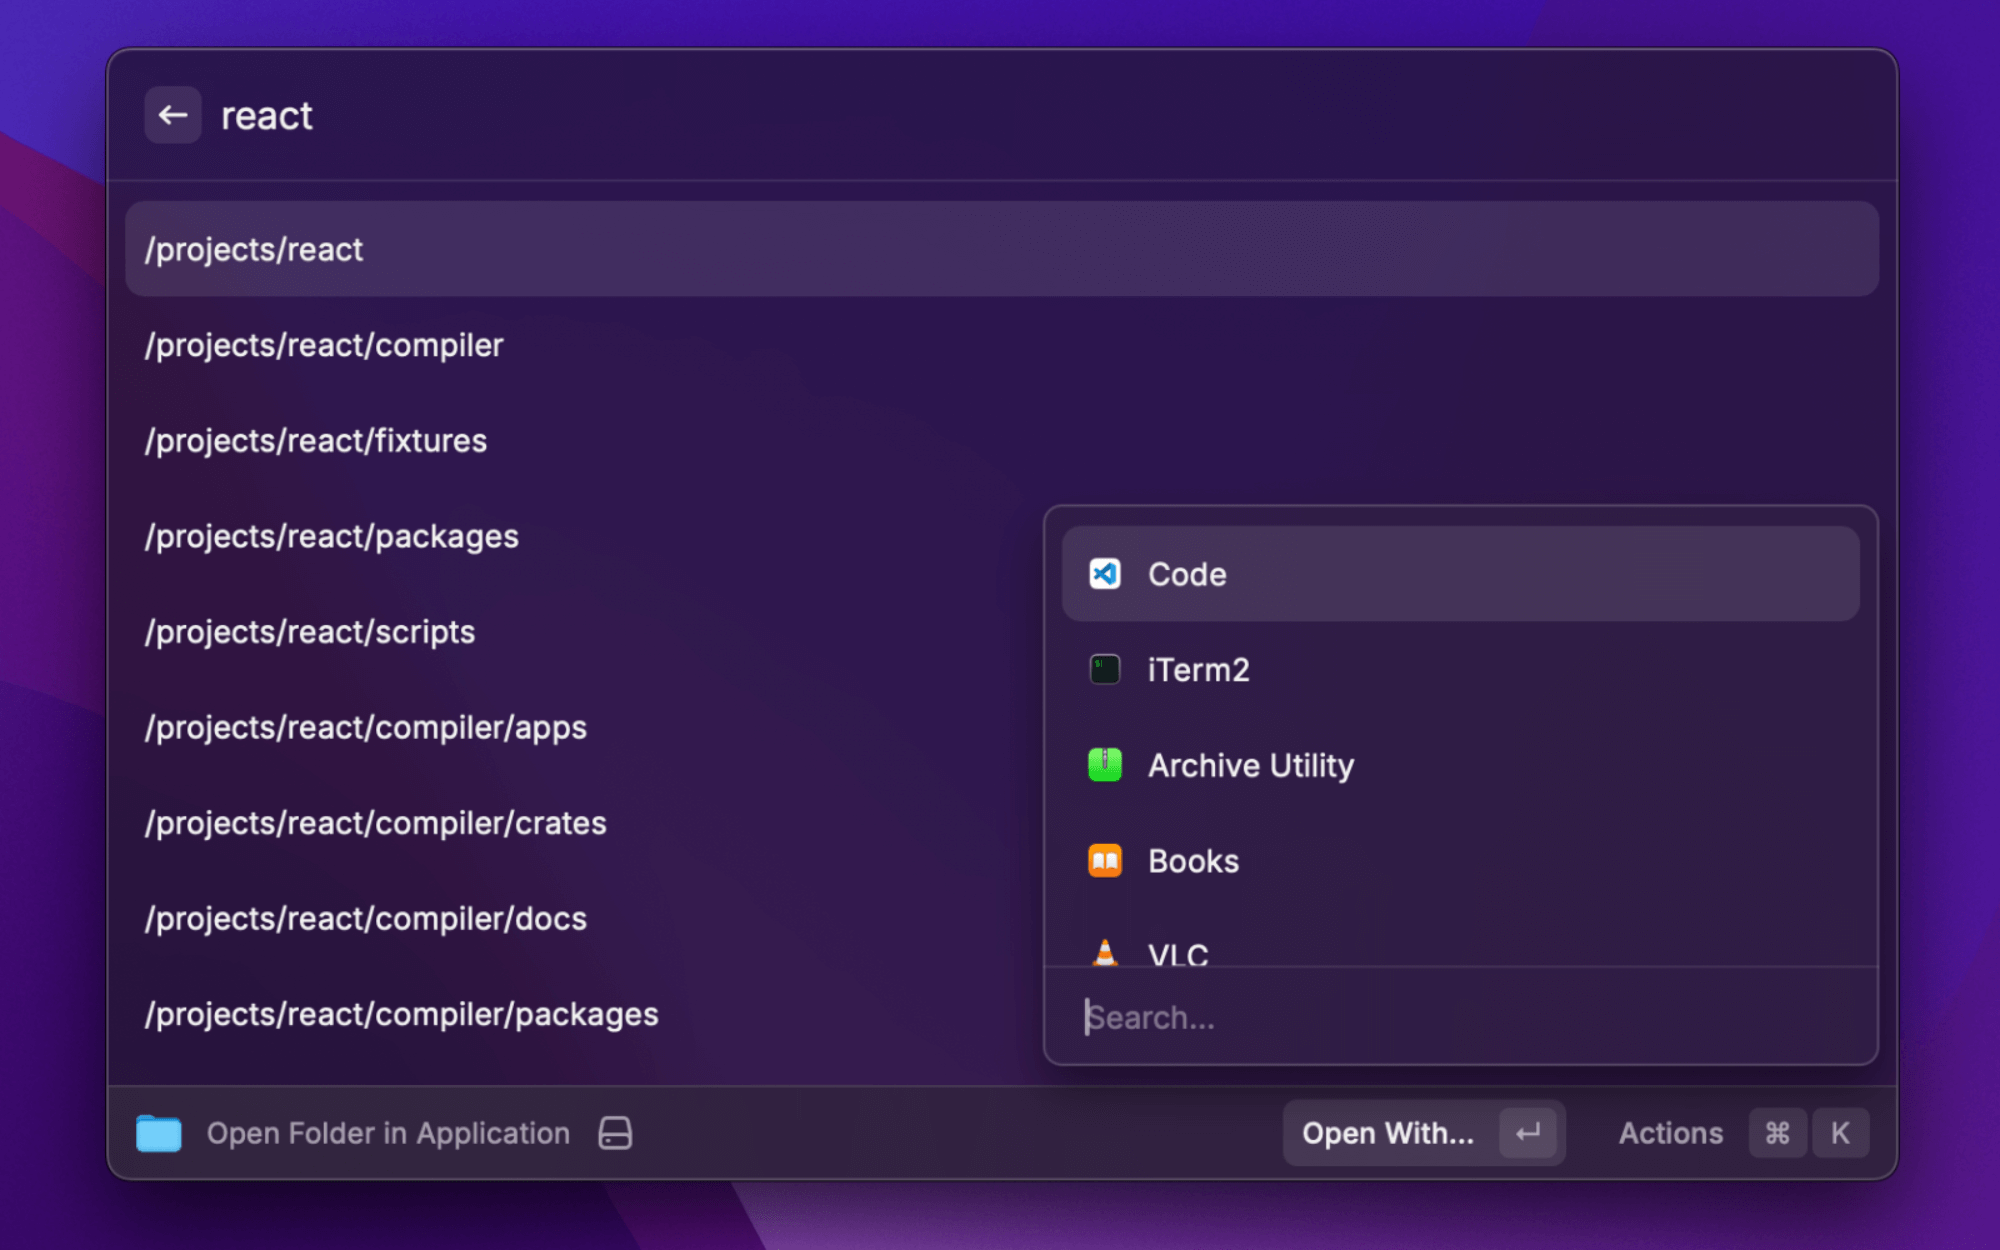 react
/projects/react
/projects/react/compiler
/projects/react/fixtures
/projects/react/packages
/projects/react/scripts
/projects/react/compiler/apps
/projects/react/compiler/crates
/projects/react/compiler/docs
/projects/react/compiler/packages
Code
iTerm2
Archive Utility
Books
VLC
Search...
Open Folder in Application
Open With... ↵
Actions ⌘ K